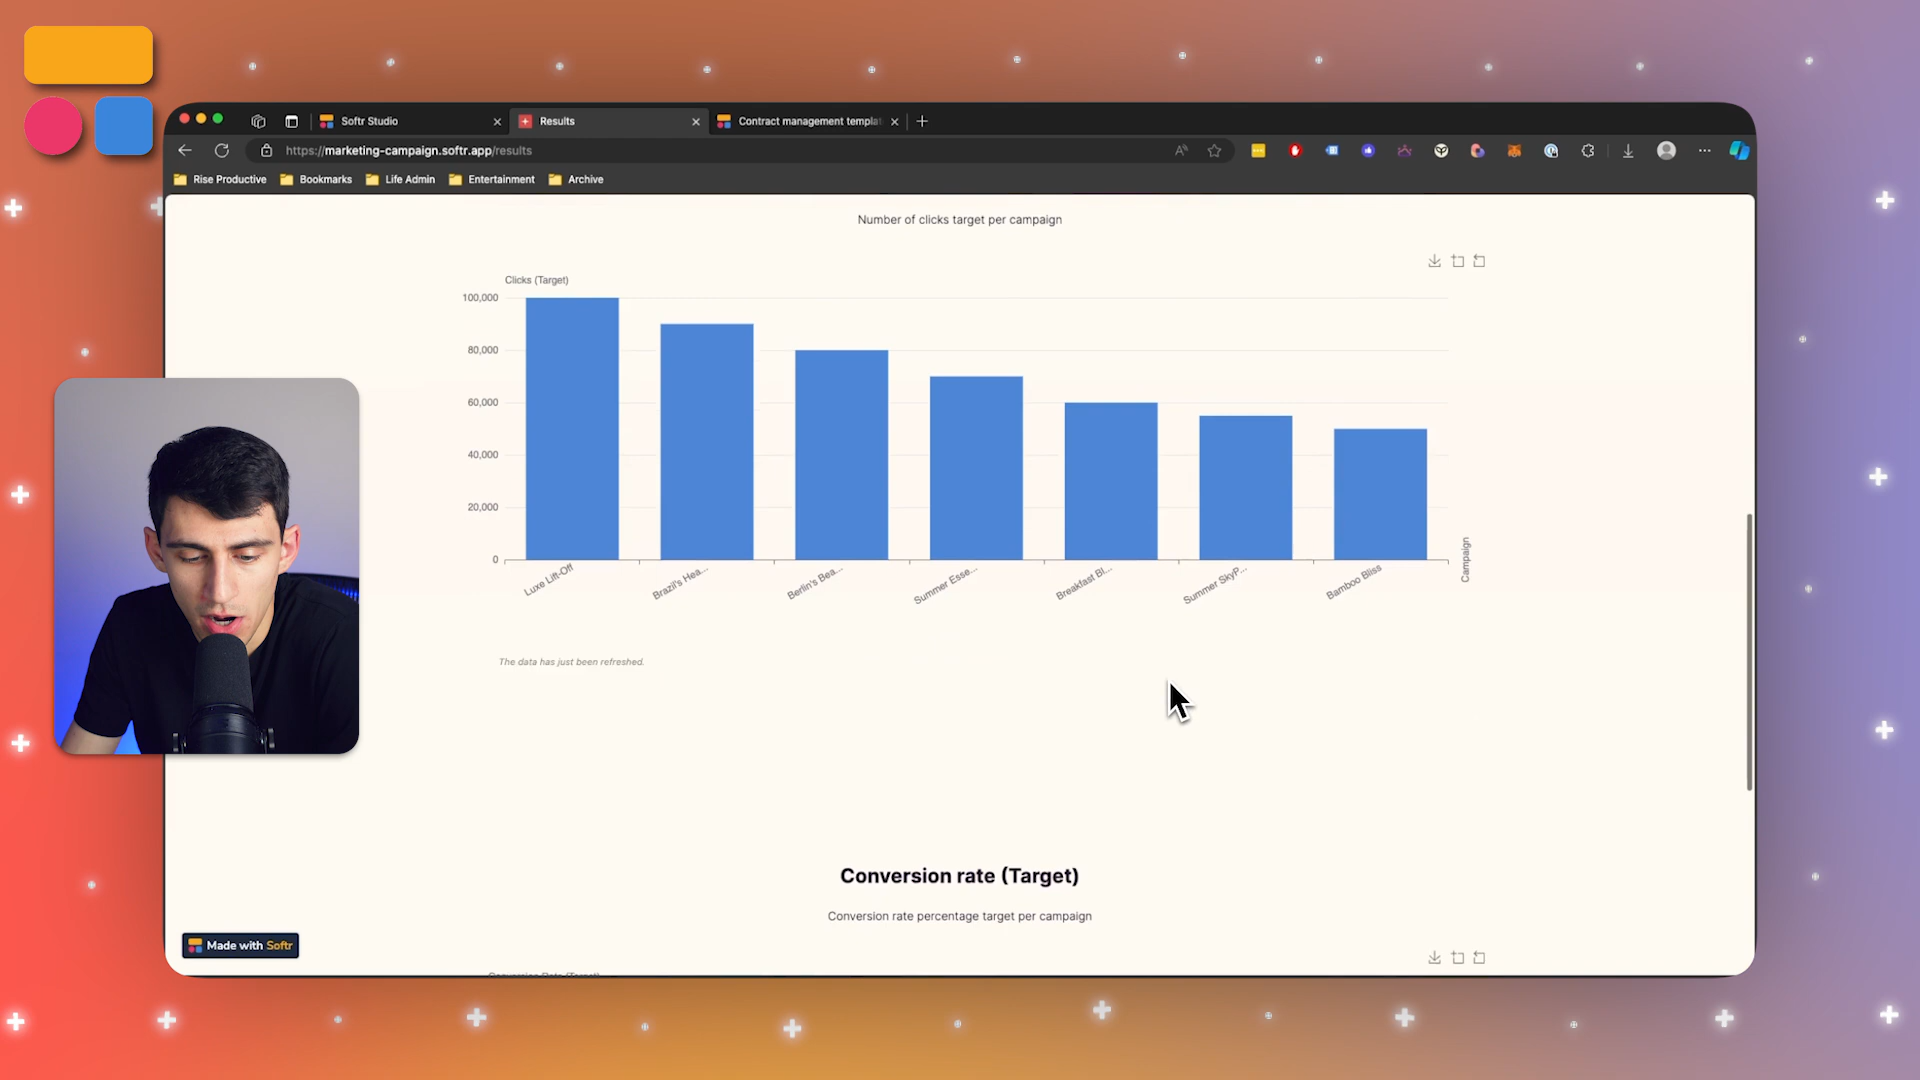 Softr Studio
Results
Contract management templat
https://marketing-campaign.softr.app/results
Rise Productive
Bookmarks
Life Admin
Entertainment
Archive
Number of clicks target per campaign
Clicks (Target)
100,000
80,000
60,000
40,000
20,000
0
Luxe Lift-Off
Brazil's Hea...
Berlin's Bea...
Summer Esse...
Breakfast Bl...
Summer SkyP...
Bamboo Bliss
Campaign
The data has just been refreshed.
Conversion rate (Target)
Conversion rate percentage target per campaign
Conversion Rate (Target)
Made with Softr